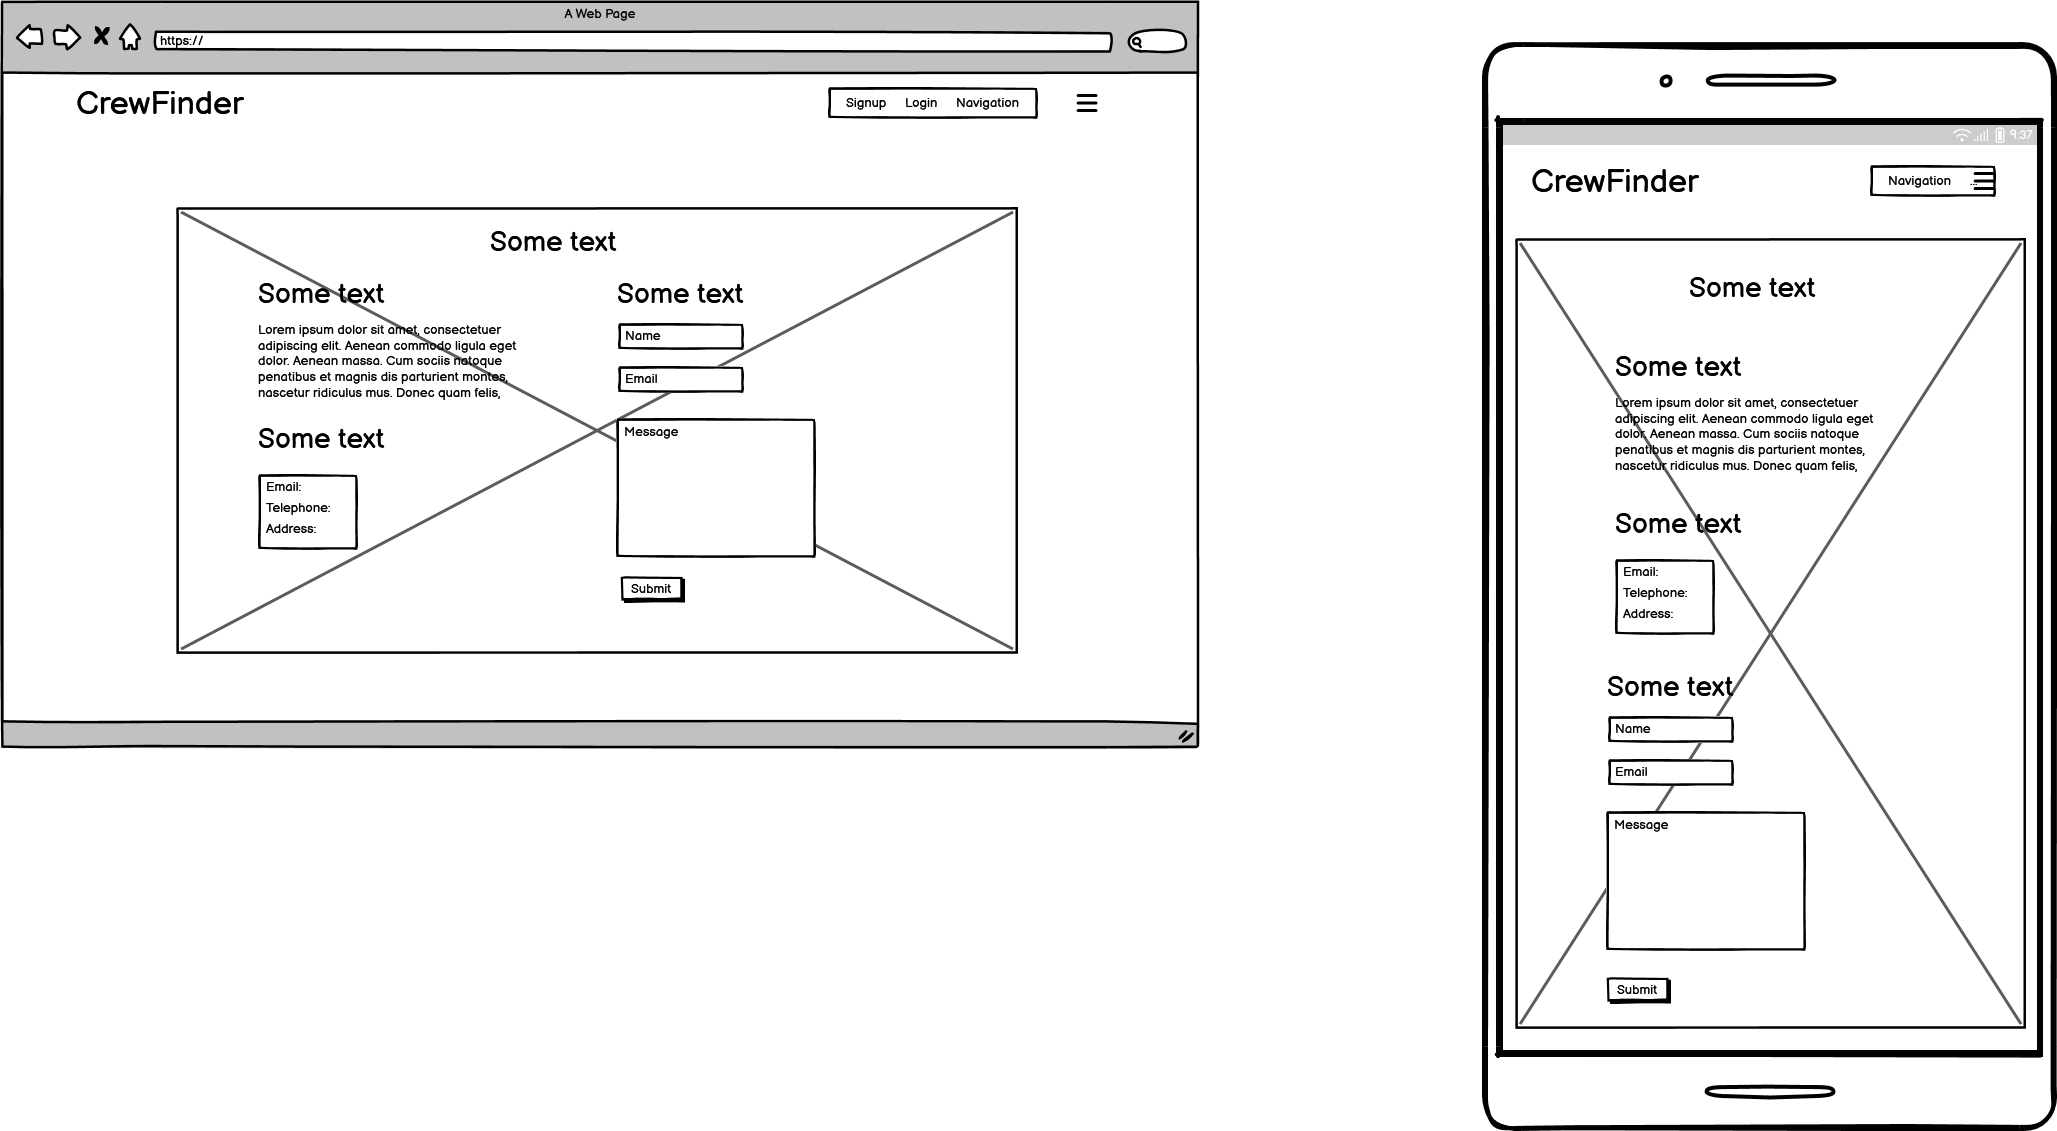 A Web Page
https://
CrewFinder
Signup Login Navigation
Some text
Some text
Lorem ipsum dolor sit amet, consectetuer
adipiscing elit. Aenean commodo ligula eget
dolor. Aenean massa. Cum sociis natoque
penatibus et magnis dis parturient montes,
nascetur ridiculus mus. Donec quam felis,
Some text
Email:
Telephone:
Address:
Some text
Name
Email
Message
Submit
9:37
CrewFinder
Navigation ...
Some text
Some text
Lorem ipsum dolor sit amet, consectetuer
adipiscing elit. Aenean commodo ligula eget
dolor. Aenean massa. Cum sociis natoque
penatibus et magnis dis parturient montes,
nascetur ridiculus mus. Donec quam felis,
Some text
Email:
Telephone:
Address:
Some text
Name
Email
Message
Submit